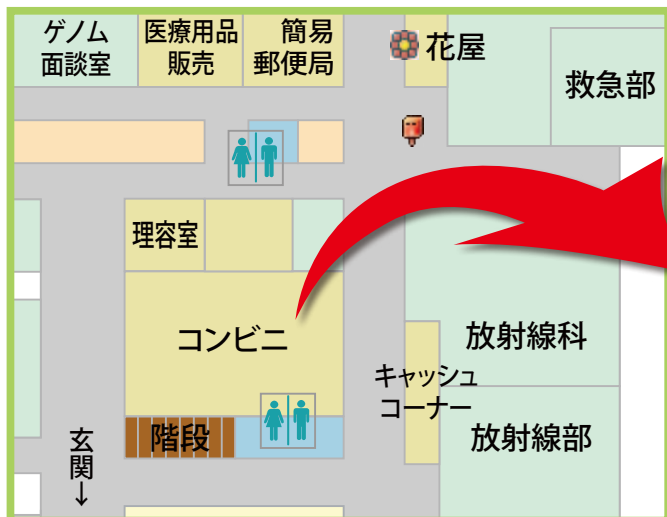 ゲノム
面談室
医療用品
販売
簡易
郵便局
花屋
救急部
理容室
コンビニ
放射線科
キャッシュ
コーナー
階段
放射線部
玄関↓